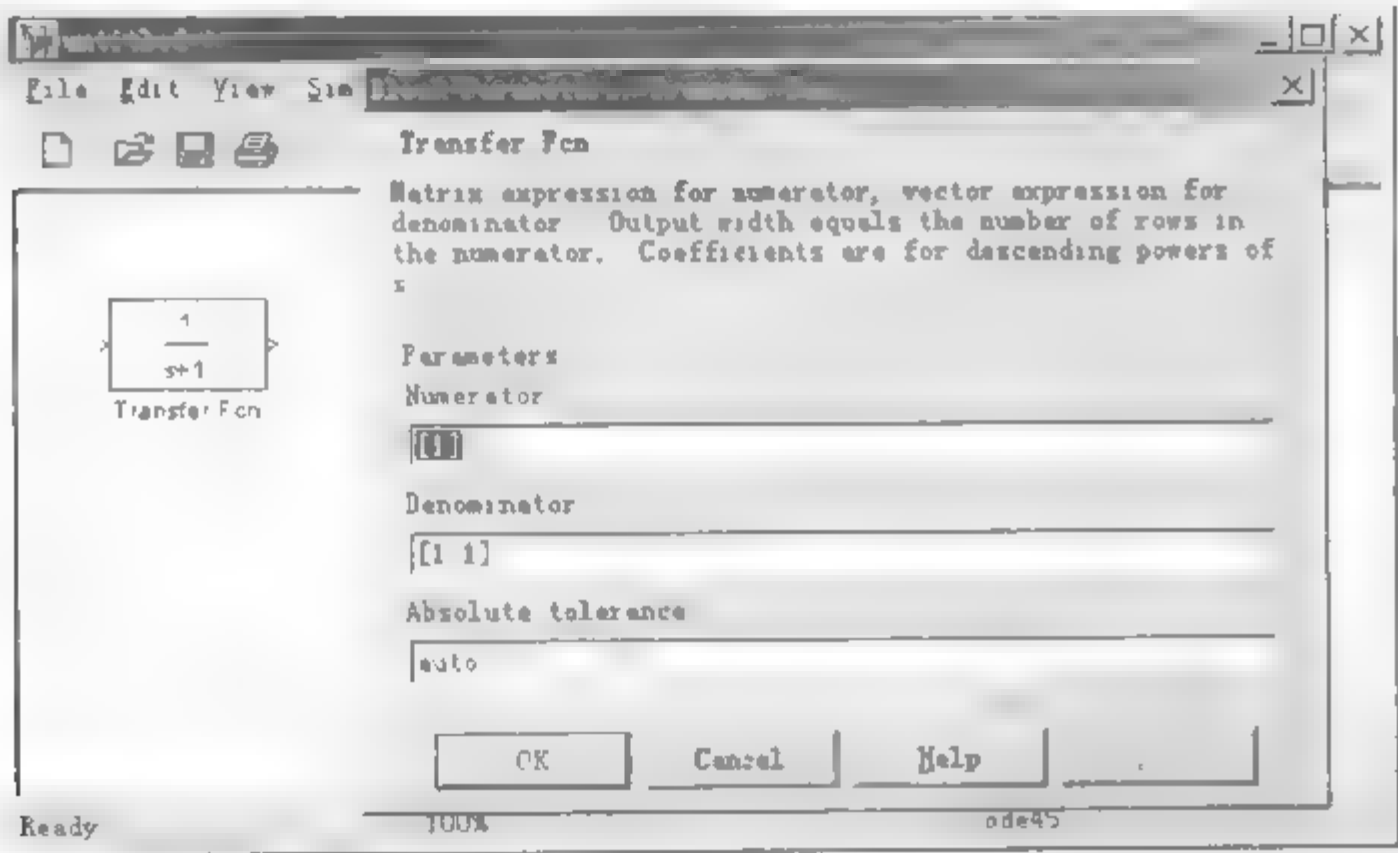 File Edit View Sim
Transfer Fcn
Matrix expression for numerator, vector expression for
denominator Output width equals the number of rows in
the numerator. Coefficients are for descending powers of
s
1
s+1
Transfer Fcn
Parameters
Numerator
[1]
Denominator
[1 1]
Absolute tolerance
auto
OK Cancel Help
Ready 100% ode45